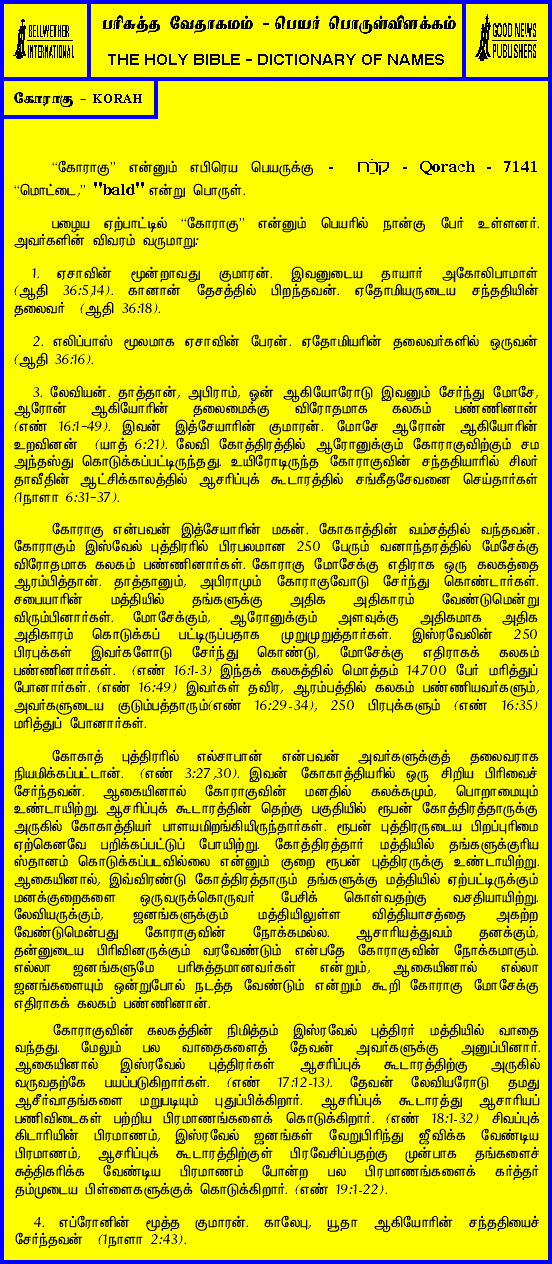 BELLWETHER
INTERNATIONAL
பரிசுத்த வேதாகமம் - பெயர் பொருள்விளக்கம்
THE HOLY BIBLE - DICTIONARY OF NAMES
GOOD NEWS
PUBLISHERS
கோராகு - KORAH
“கோராகு” என்னும் எபிரெய பெயருக்கு - קרח - Qorach - 7141
“மொட்டை,” "bald" என்று பொருள்.
பழைய ஏற்பாட்டில் “கோராகு” என்னும் பெயரில் நான்கு பேர் உள்ளனர்.
அவர்களின் விவரம் வருமாறு:
1. ஏசாவின் மூன்றாவது குமாரன். இவனுடைய தாயார் அகோலிபாமாள்
(ஆதி 36:5,14). கானான் தேசத்தில் பிறந்தவன். ஏதோமியருடைய சந்ததியின்
தலைவர் (ஆதி 36:18).
2. எலிப்பாஸ் மூலமாக ஏசாவின் பேரன். ஏதோமியரின் தலைவர்களில் ஒருவன்
(ஆதி 36:16).
3. லேவியன். தாத்தான், அபிராம், ஒன் ஆகியோரோடு இவனும் சேர்ந்து மோசே,
ஆரோன் ஆகியோரின் தலைமைக்கு விரோதமாக கலகம் பண்ணினான்
(எண் 16:1-49). இவன் இத்சேயாரின் குமாரன். மோசே ஆரோன் ஆகியோரின்
உறவினன் (யாத் 6:21). லேவி கோத்திரத்தில் ஆரோனுக்கும் கோராகுவிற்கும் சம
அந்தஸ்து கொடுக்கப்பட்டிருந்தது. உயிரோடிருந்த கோராகுவின் சந்ததியாரில் சிலர்
தாவீதின் ஆட்சிக்காலத்தில் ஆசரிப்புக் கூடாரத்தில் சங்கீதசேவனை செய்தார்கள்
(1நாளா 6:31-37).
கோராகு என்பவன் இத்சேயாரின் மகன். கோகாத்தின் வம்சத்தில் வந்தவன்.
கோராகும் இஸ்வேல் புத்திரரில் பிரபலமான 250 பேரும் வனாந்தரத்தில் மேசேக்கு
விரோதமாக கலகம் பண்ணினார்கள். கோராகு மோசேக்கு எதிராக ஒரு கலகத்தை
ஆரம்பித்தான். தாத்தானும், அபிராமும் கோராகுவோடு சேர்ந்து கொண்டார்கள்.
சபையாரின் மத்தியில் தங்களுக்கு அதிக அதிகாரம் வேண்டுமென்று
விரும்பினார்கள். மோசேக்கும், ஆரோனுக்கும் அளவுக்கு அதிகமாக அதிக
அதிகாரம் கொடுக்கப் பட்டிருப்பதாக முறுமுறுத்தார்கள். இஸ்ரவேலின் 250
பிரபுக்கள் இவர்களோடு சேர்ந்து கொண்டு, மோசேக்கு எதிராகக் கலகம்
பண்ணினார்கள். (எண் 16:1-3) இந்தக் கலகத்தில் மொத்தம் 14.700 பேர் மரித்துப்
போனார்கள். (எண் 16:49) இவர்கள் தவிர, ஆரம்பத்தில் கலகம் பண்ணியவர்களும்,
அவர்களுடைய குடும்பத்தாரும்(எண் 16:29-34), 250 பிரபுக்களும் (எண் 16:35)
மரித்துப் போனார்கள்.
கோகாத் புத்திரரில் எல்சாபான் என்பவன் அவர்களுக்குத் தலைவராக
நியமிக்கப்பட்டான். (எண் 3:27,30). இவன் கோகாத்தியரில் ஒரு சிறிய பிரிவைச்
சேர்ந்தவன். ஆகையினால் கோராகுவின் மனதில் கலக்கமும், பொறாமையும்
உண்டாயிற்று. ஆசரிப்புக் கூடாரத்தின் தெற்கு பகுதியில் ரூபன் கோத்திரத்தாருக்கு
அருகில் கோகாத்தியர் பாளயமிறங்கியிருந்தார்கள். ரூபன் புத்திரருடைய பிறப்புரிமை
ஏற்கெனவே பறிக்கப்பட்டுப் போயிற்று. கோத்திரத்தார் மத்தியில் தங்களுக்குரிய
ஸ்தானம் கொடுக்கப்படவில்லை என்னும் குறை ரூபன் புத்திரருக்கு உண்டாயிற்று.
ஆகையினால், இவ்விரண்டு கோத்திரத்தாரும் தங்களுக்கு மத்தியில் ஏற்பட்டிருக்கும்
மனக்குறைகளை ஒருவருக்கொருவர் பேசிக் கொள்வதற்கு வசதியாயிற்று.
லேவியருக்கும், ஜனங்களுக்கும் மத்தியிலுள்ள வித்தியாசத்தை அகற்ற
வேண்டுமென்பது கோராகுவின் நோக்கமல்ல. ஆசாரியத்துவம் தனக்கும்,
தன்னுடைய பிரிவினருக்கும் வரவேண்டும் என்பதே கோராகுவின் நோக்கமாகும்.
எல்லா ஜனங்களுமே பரிசுத்தமானவர்கள் என்றும், ஆகையினால் எல்லா
ஜனங்களையும் ஒன்றுபோல் நடத்த வேண்டும் என்றும் கூறி கோராகு மோசேக்கு
எதிராகக் கலகம் பண்ணினான்.
கோராகுவின் கலகத்தின் நிமித்தம் இஸ்ரவேல் புத்திரர் மத்தியில் வாதை
வந்தது. மேலும் பல வாதைகளைத் தேவன் அவர்களுக்கு அனுப்பினார்.
ஆகையினால் இஸ்ரவேல் புத்திரர்கள் ஆசரிப்புக் கூடாரத்திற்கு அருகில்
வருவதற்கே பயப்படுகிறார்கள். (எண் 17:12-13). தேவன் லேவியரோடு தமது
ஆசீர்வாதங்களை மறுபடியும் புதுப்பிக்கிறார். ஆசரிப்புக் கூடாரத்து ஆசாரியப்
பணிவிடைகள் பற்றிய பிரமாணங்களைக் கொடுக்கிறார். (எண் 18:1-32) சிவப்புக்
கிடாரியின் பிரமாணம், இஸ்ரவேல் ஜனங்கள் வேறுபிரிந்து ஜீவிக்க வேண்டிய
பிரமாணம், ஆசரிப்புக் கூடாரத்திற்குள் பிரவேசிப்பதற்கு முன்பாக தங்களைச்
சுத்திகரிக்க வேண்டிய பிரமாணம் போன்ற பல பிரமாணங்களைக் கர்த்தர்
தம்முடைய பிள்ளைகளுக்குக் கொடுக்கிறார். (எண் 19:1-22).
4. எப்ரோனின் மூத்த குமாரன். காலேபு, யூதா ஆகியோரின் சந்ததியைச்
சேர்ந்தவன் (1நாளா 2:43).